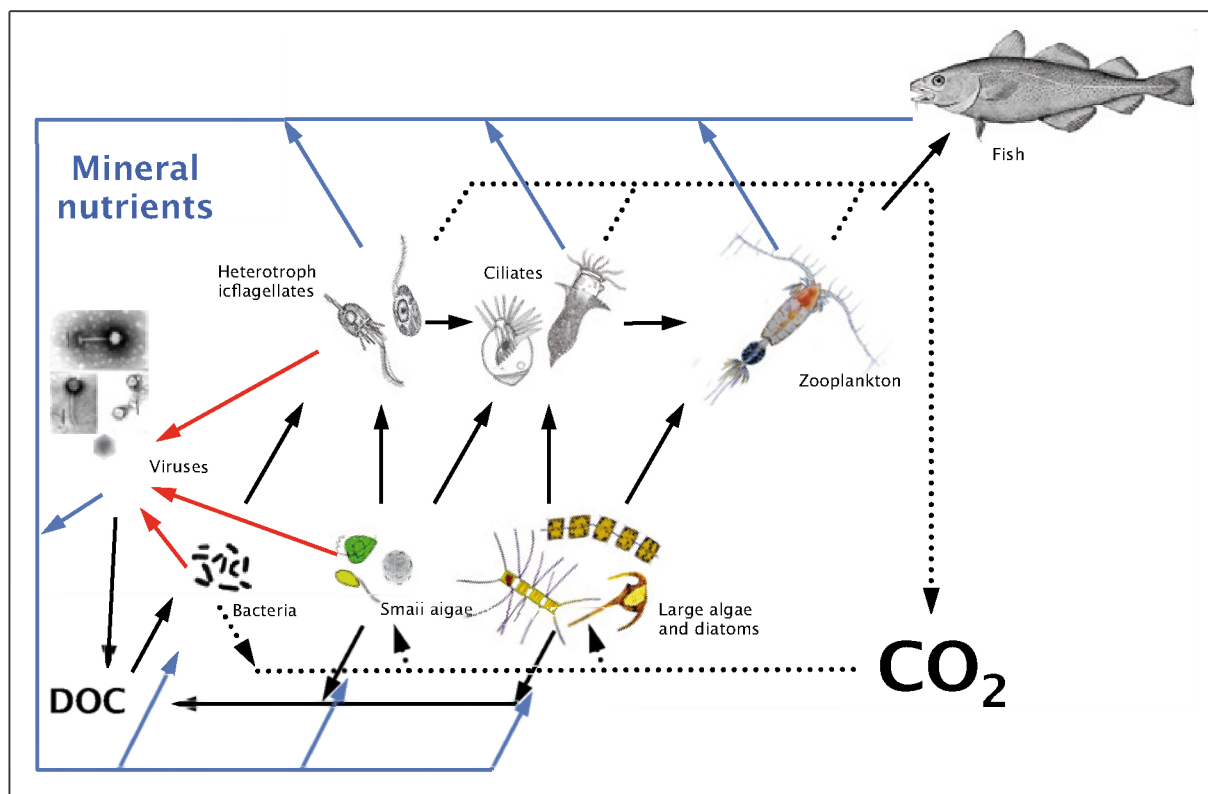 Fish
Mineral
nutrients
Heterotroph
icflagellates
Ciliates
Zooplankton
Viruses
Bacteria
Smaii aigae
Large algae
and diatoms
DOC
CO₂